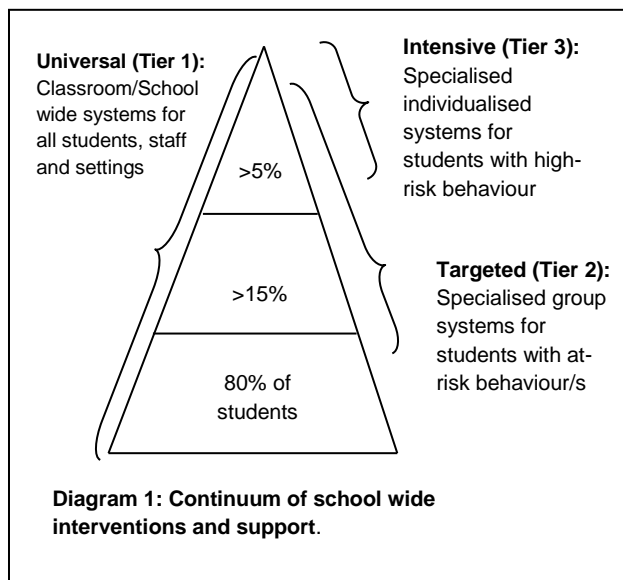 Universal (Tier 1):
Classroom/School
wide systems for
all students, staff
and settings
Intensive (Tier 3):
Specialised
individualised
systems for
students with high-
risk behaviour
>5%
>15%
Targeted (Tier 2):
Specialised group
systems for
students with at-
risk behaviour/s
80% of
students
Diagram 1: Continuum of school wide
interventions and support.